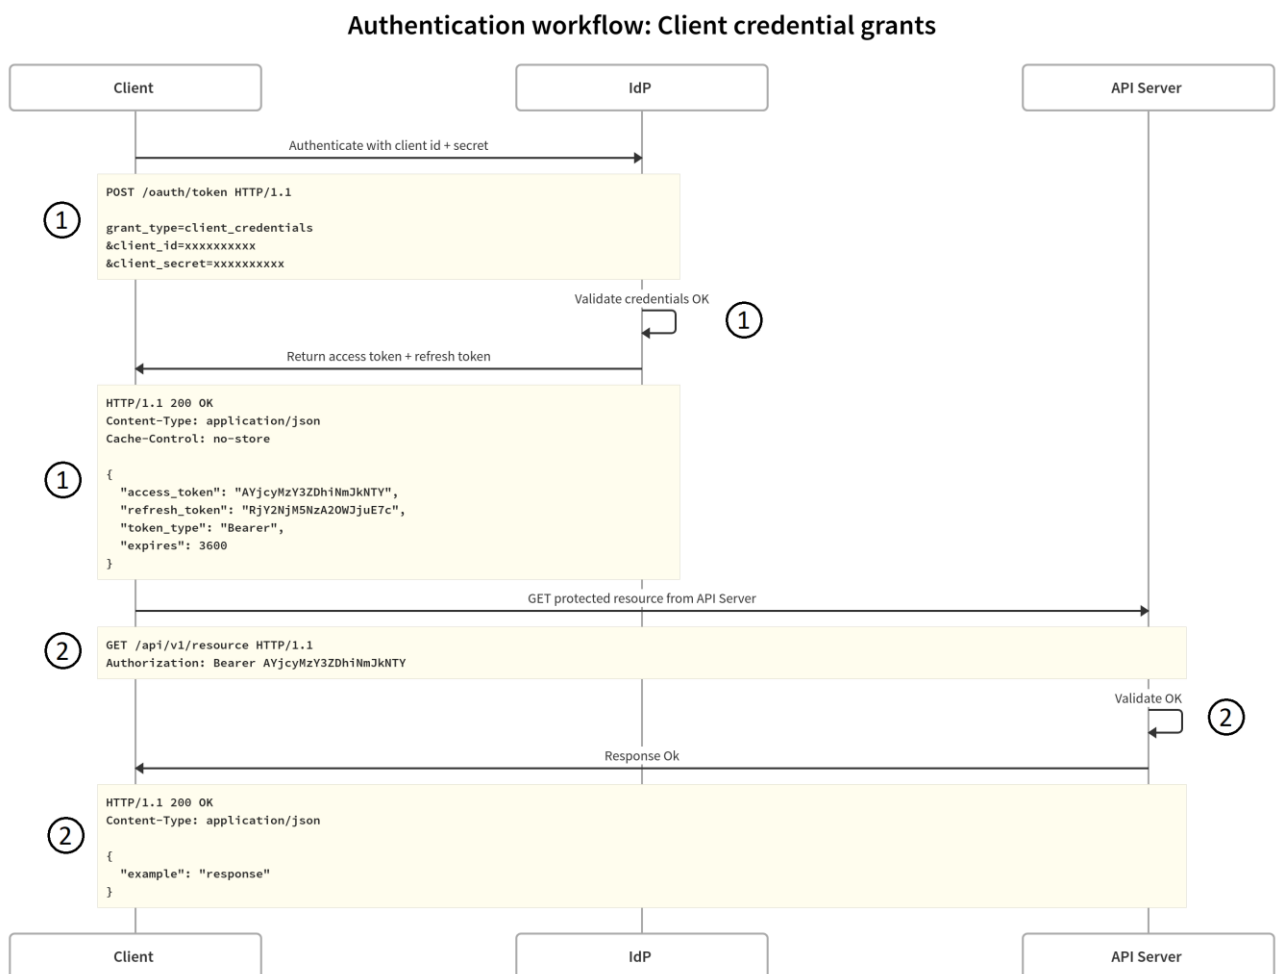 Authentication workflow: Client credential grants
Client
IdP
API Server
Authenticate with client id + secret
1
POST /oauth/token HTTP/1.1
grant_type=client_credentials
&client_id=xxxxxxxxxx
&client_secret=xxxxxxxxxx
Validate credentials OK
1
Return access token + refresh token
1
HTTP/1.1 200 OK
Content-Type: application/json
Cache-Control: no-store
{
"access_token": "AYjcyMzY3ZDhiNmJkNTY",
"refresh_token": "RjY2NjM5NzA2OWJjuE7c",
"token_type": "Bearer",
"expires": 3600
}
GET protected resource from API Server
2
GET /api/v1/resource HTTP/1.1
Authorization: Bearer AYjcyMzY3ZDhiNmJkNTY
Validate OK
2
Response Ok
2
HTTP/1.1 200 OK
Content-Type: application/json
{
"example": "response"
}
Client
IdP
API Server